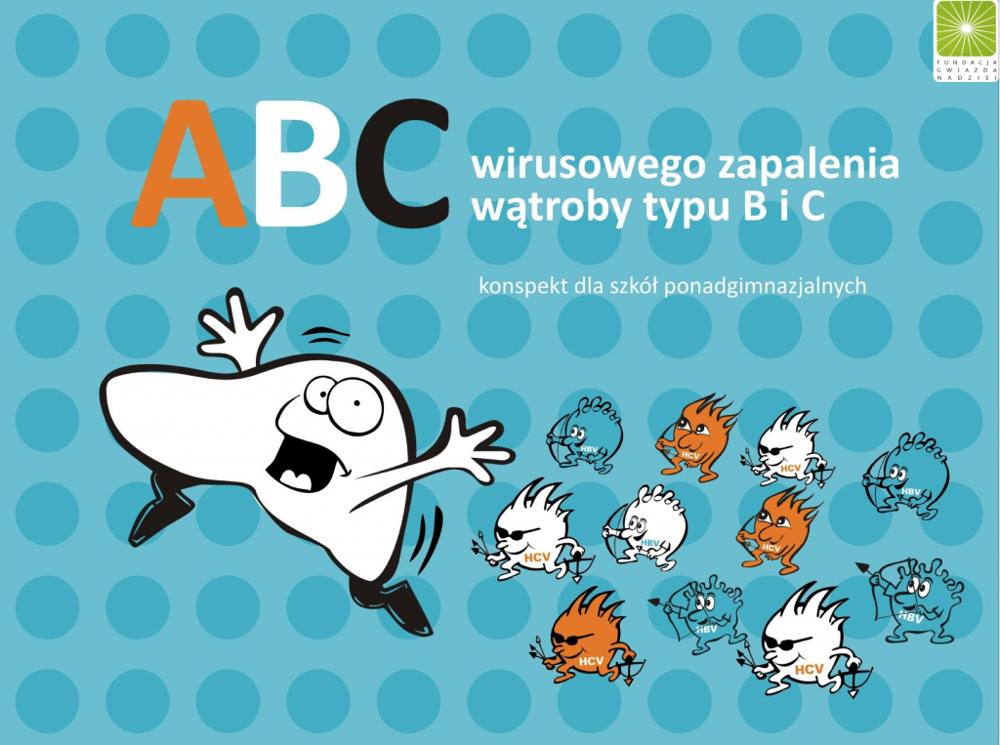 FUNDACJA
GWIAZDA
NADZIEI
ABC
wirusowego zapalenia
wątroby typu B i C
konspekt dla szkół ponadgimnazjalnych
HBV
HCV
HCV
HBV
HCV
HBV
HCV
HCV
HBV
HCV
HBV